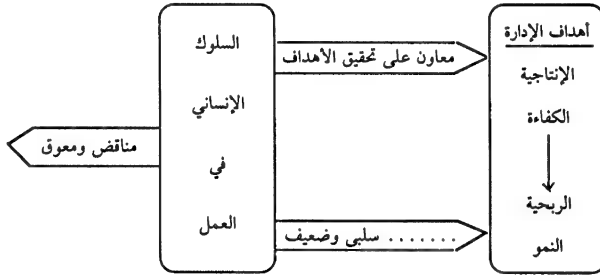 أهداف الإدارة
الإنتاجية
الكفاءة
الربحية
النمو
معاون على تحقيق الأهداف
سلبي وضعيف ........
السلوك
الإنساني
في
العمل
مناقض ومعوق